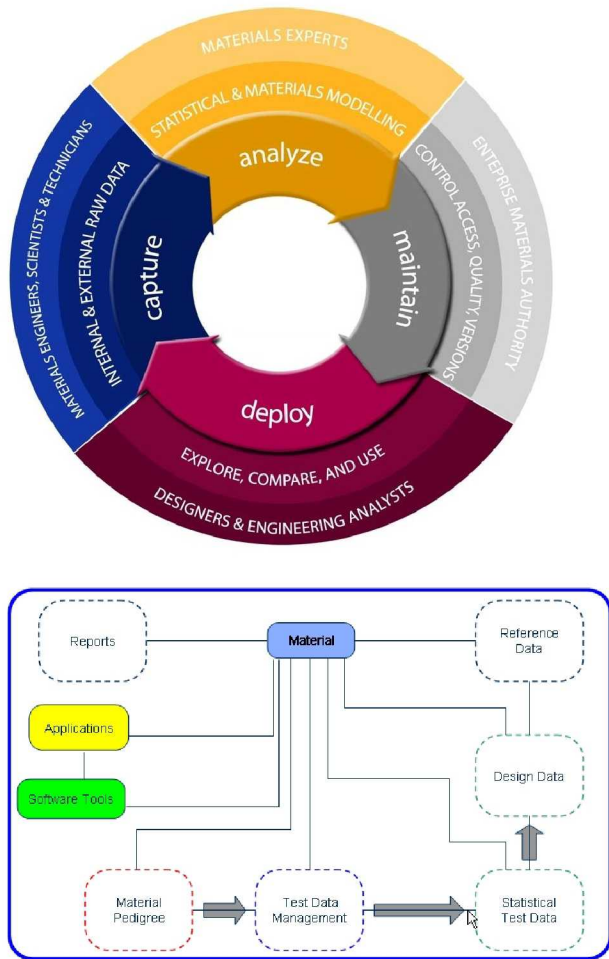 MATERIALS EXPERTS
STATISTICAL & MATERIALS MODELLING
analyze
MATERIALS ENGINEERS, SCIENTISTS & TECHNICIANS
INTERNAL & EXTERNAL RAW DATA
capture
maintain
CONTROL ACCESS, QUALITY, VERSIONS
ENTEPRISE MATERIALS AUTHORITY
deploy
EXPLORE, COMPARE, AND USE
DESIGNERS & ENGINEERING ANALYSTS
Reports
Material
Reference
Data
Applications
Design Data
Software Tools
Material
Pedigree
Test Data
Management
Statistical
Test Data